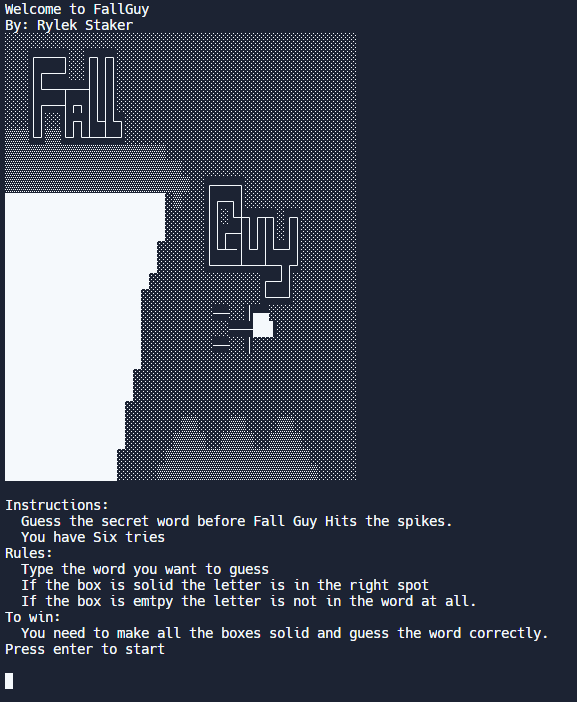 Welcome to FallGuy
By: Rylek Staker
Fall
Guy
Instructions:
Guess the secret word before Fall Guy Hits the spikes.
You have Six tries
Rules:
Type the word you want to guess
If the box is solid the letter is in the right spot
If the box is emtpy the letter is not in the word at all.
To win:
You need to make all the boxes solid and guess the word correctly.
Press enter to start